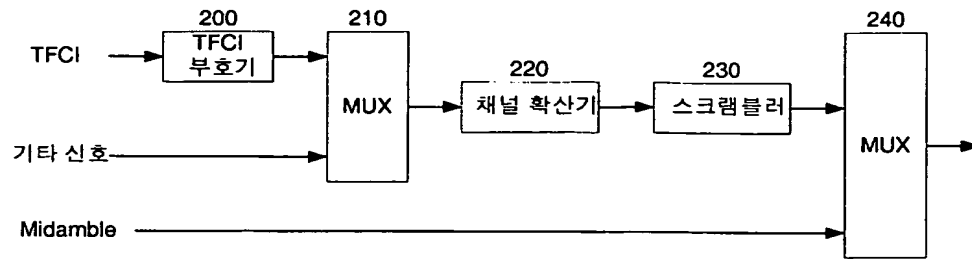 200
210
240
TFCI
TFCI
부호기
220
230
MUX
채널 확산기
스크램블러
MUX
기타 신호
Midamble